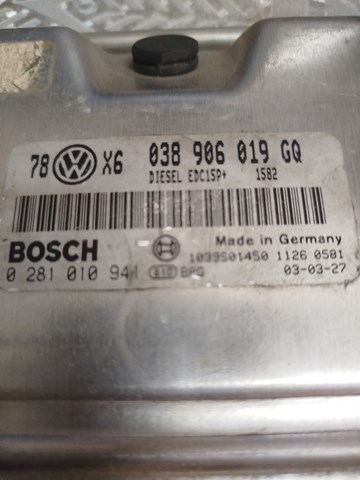 78 VW X6 038 906 019 GQ
DIESEL EDC15P+ 1582
BOSCH
Made in Germany
0 281 010 941
1039S01450 1126 0581
BPG 03-03-27